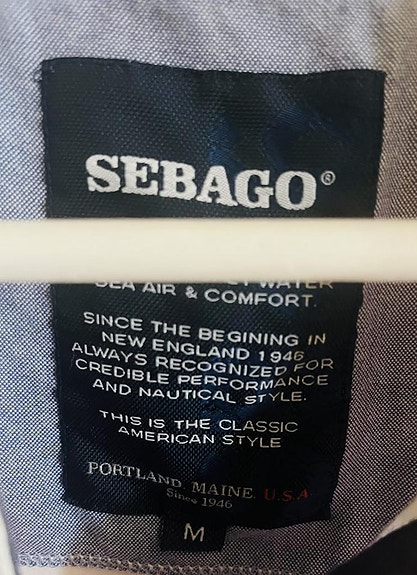 SEBAGO®
WATER
SEA AIR & COMFORT.
SINCE THE BEGINING IN
NEW ENGLAND 1946
ALWAYS RECOGNIZED FOR
CREDIBLE PERFORMANCE
AND NAUTICAL STYLE.
THIS IS THE CLASSIC
AMERICAN STYLE
PORTLAND. MAINE. U.S.A
Since 1946
M